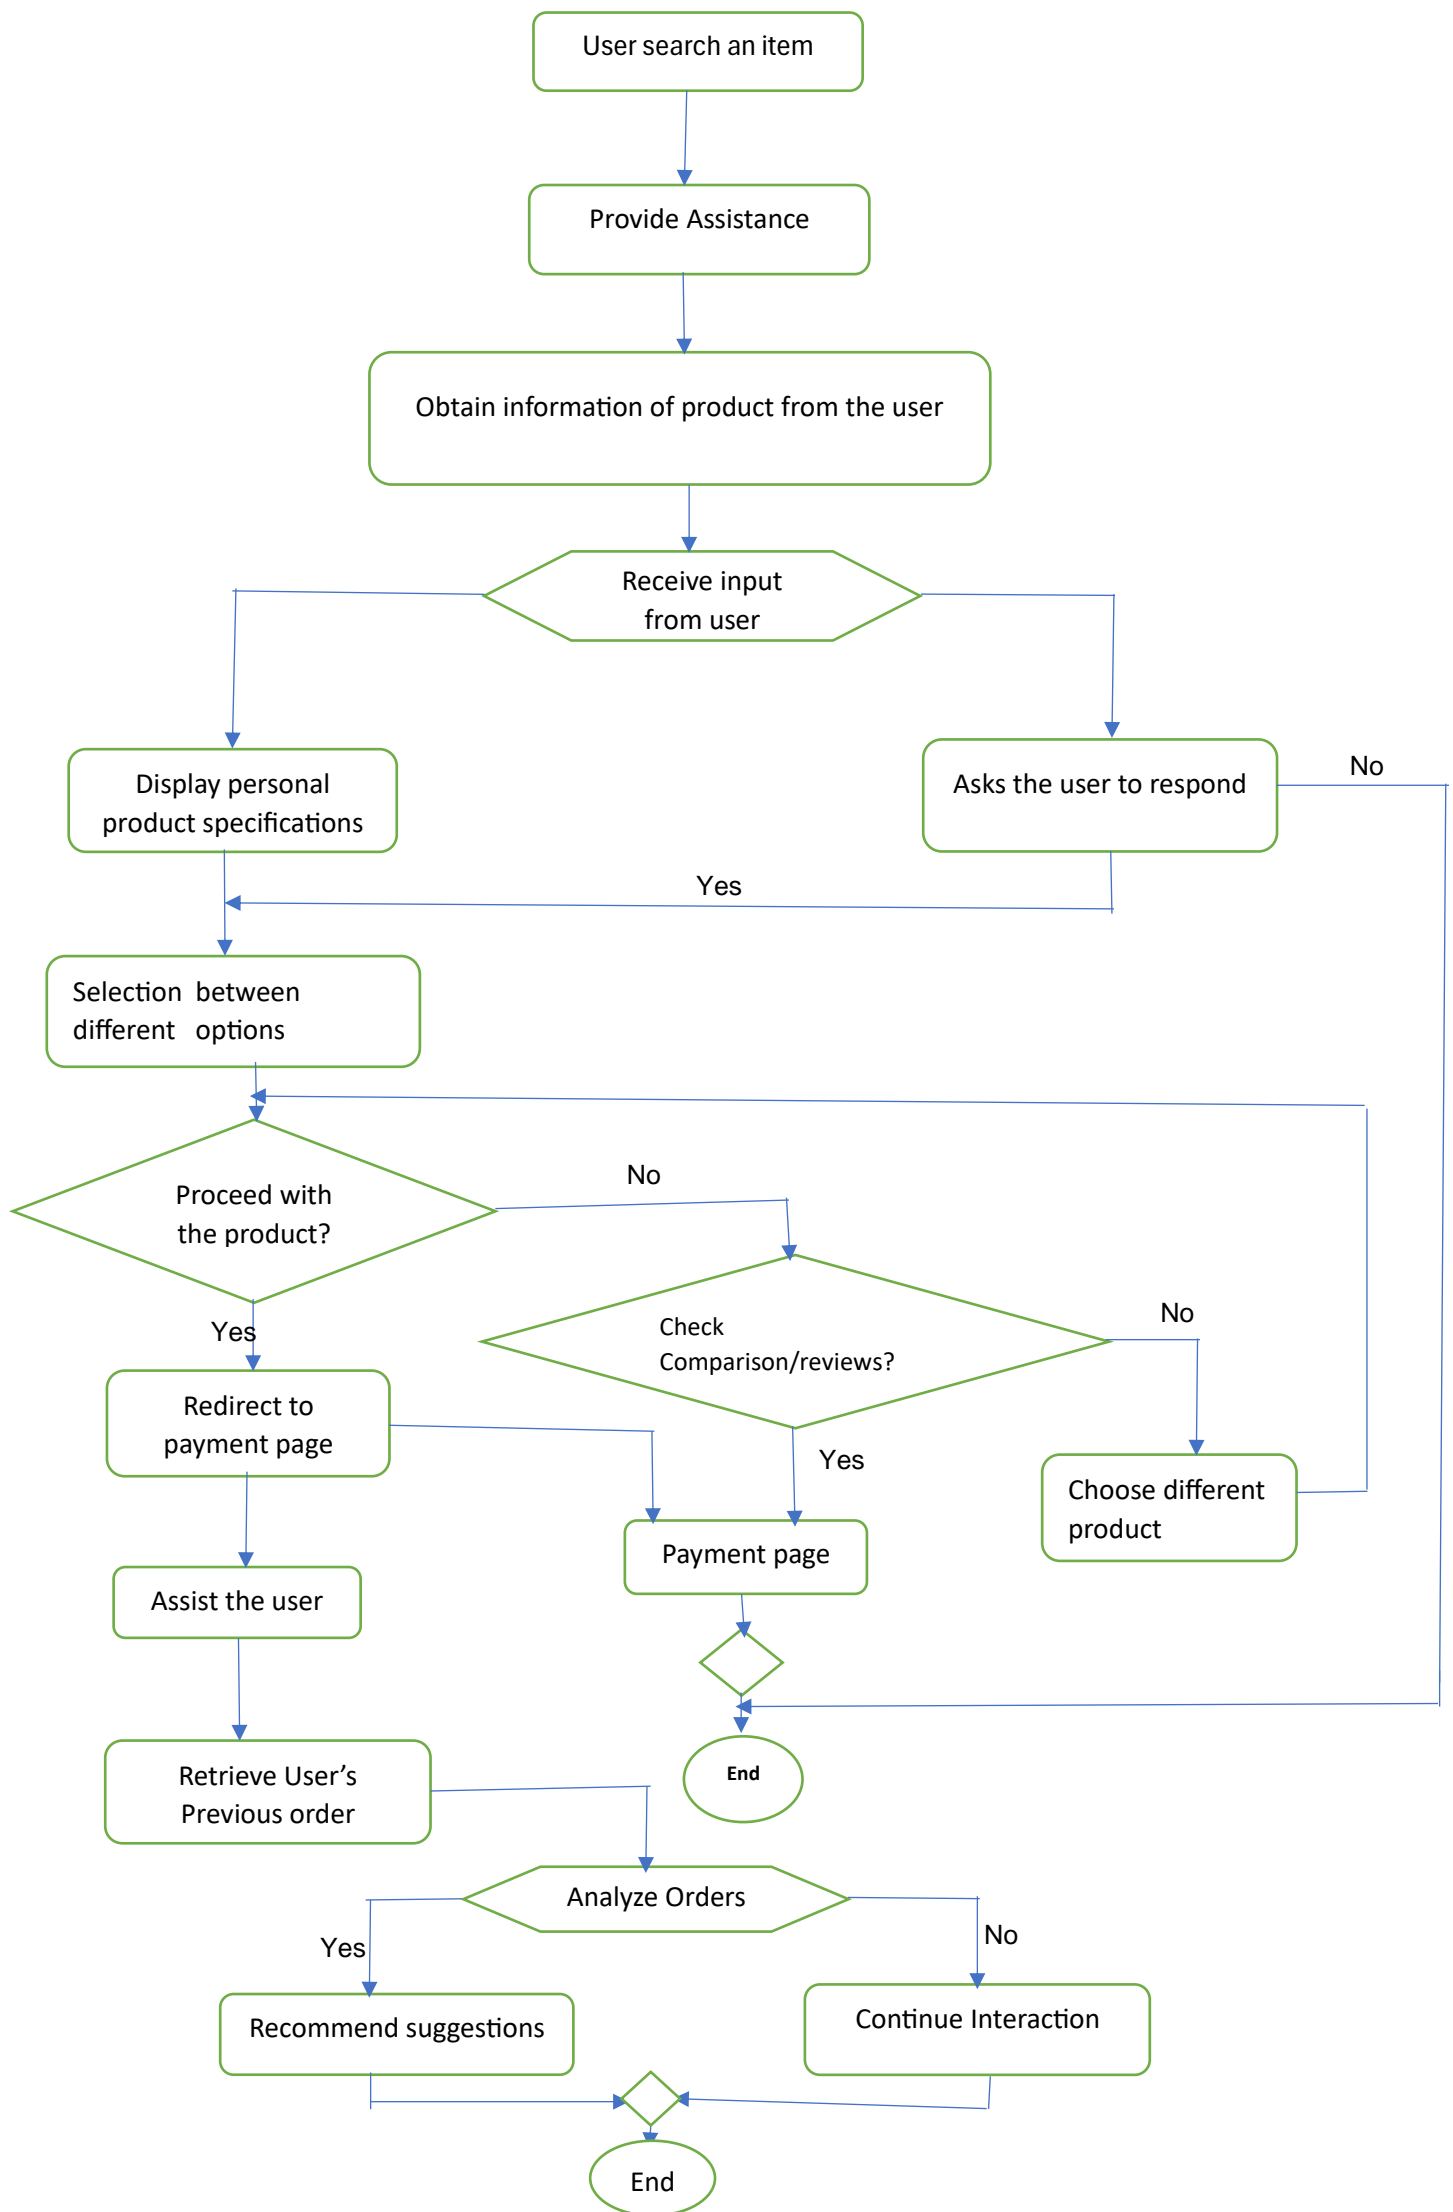 User search an item
Provide Assistance
Obtain information of product from the user
Receive input
from user
Display personal
product specifications
Asks the user to respond
No
Yes
Selection between
different options
Proceed with
the product?
No
Check
Comparison/reviews?
No
Yes
Redirect to
payment page
Yes
Choose different
product
Payment page
Assist the user
Retrieve User’s
Previous order
End
Analyze Orders
Yes
No
Recommend suggestions
Continue Interaction
End